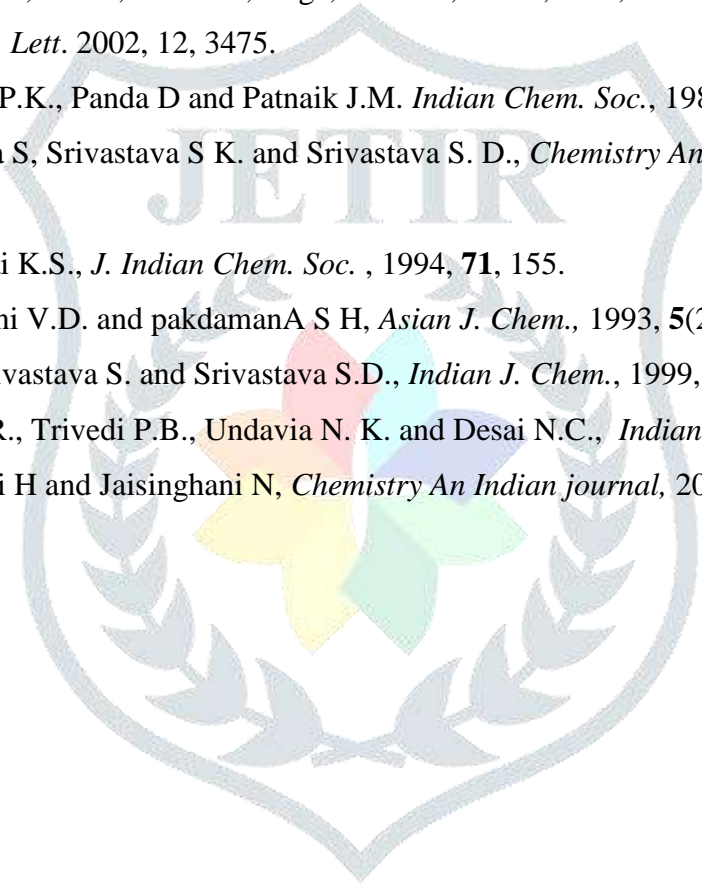 Lett. 2002, 12, 3475.
P.K., Panda D and Patnaik J.M. Indian Chem. Soc., 198
a S, Srivastava S K. and Srivastava S. D., Chemistry An
JETIR
i K.S., J. Indian Chem. Soc. , 1994, 71, 155.
ni V.D. and pakdamanA S H, Asian J. Chem., 1993, 5(2
ivastava S. and Srivastava S.D., Indian J. Chem., 1999,
R., Trivedi P.B., Undavia N. K. and Desai N.C., Indian
i H and Jaisinghani N, Chemistry An Indian journal, 20